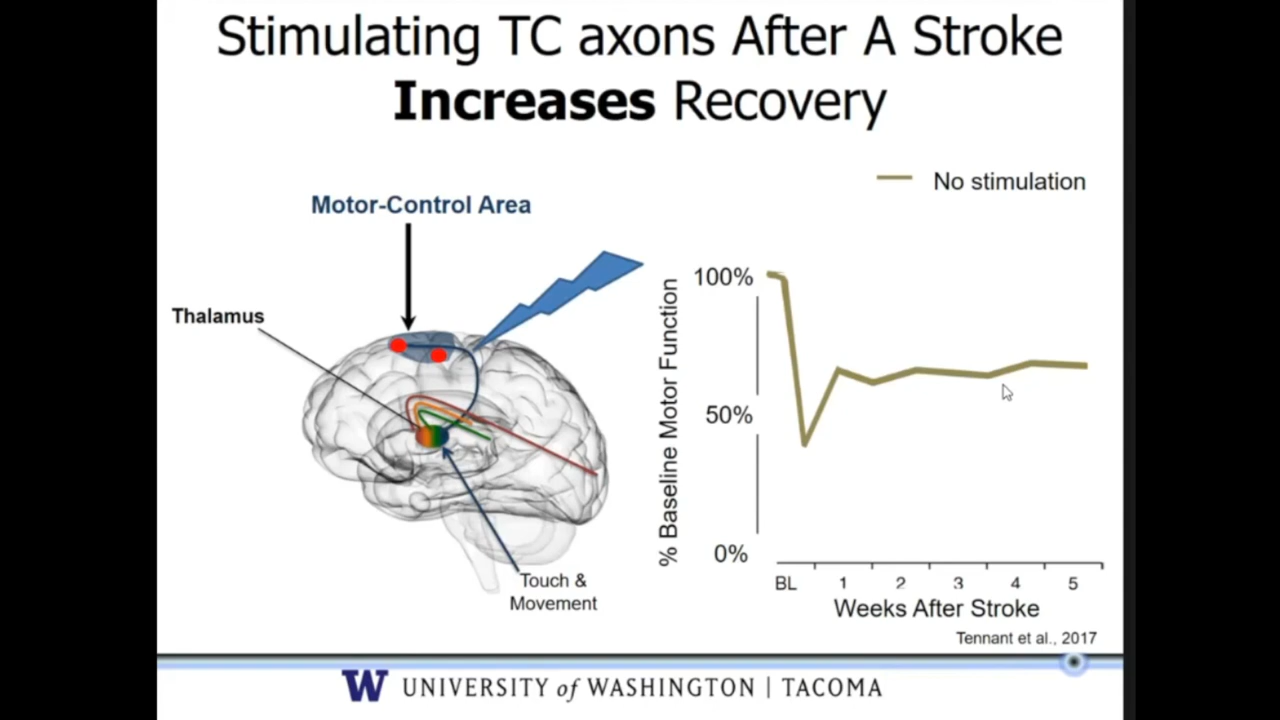 Stimulating TC axons After A Stroke
Increases Recovery
No stimulation
Motor-Control Area
Thalamus
Touch &
Movement
% Baseline Motor Function
100%
50%
0%
BL 1 2 3 4 5
Weeks After Stroke
Tennant et al., 2017
W UNIVERSITY of WASHINGTON | TACOMA